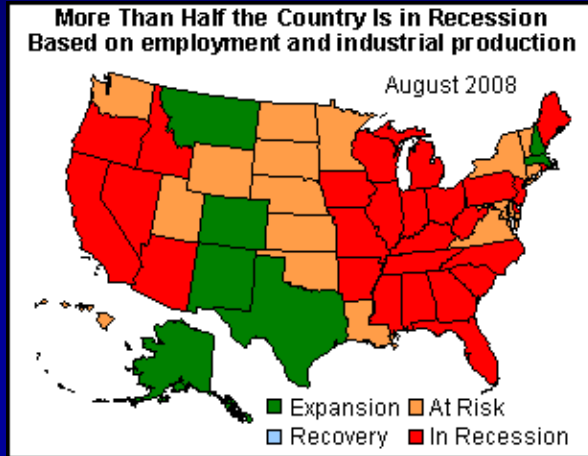 More Than Half the Country Is in Recession
Based on employment and industrial production
August 2008
Expansion
At Risk
Recovery
In Recession